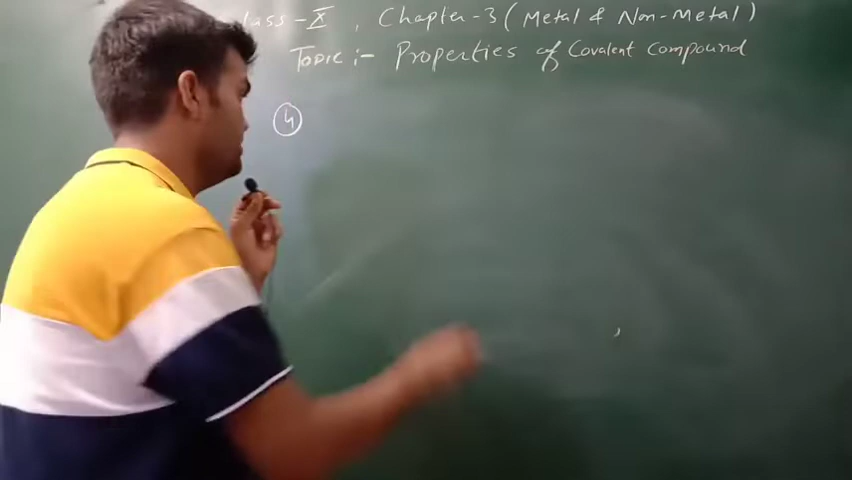 lass - X , Chapter - 3 ( Metal & Non-Metal )
Topic :- Properties of Covalent Compound
4